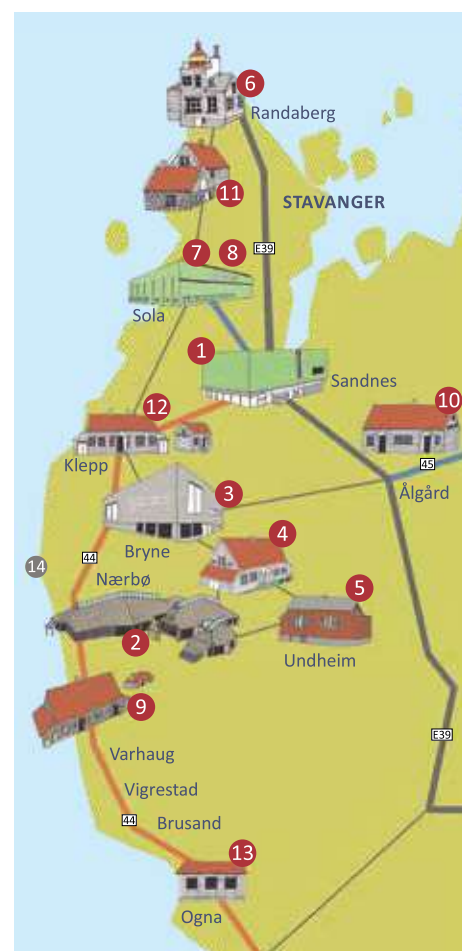 6
Randaberg
11
STAVANGER
7 8
E39
Sola
1
Sandnes
12
10
Klepp
45
3
Ålgård
Bryne
4
44
14
Nærbø
5
2
Undheim
9
E39
Varhaug
Vigrestad
44
Brusand
13
Ogna